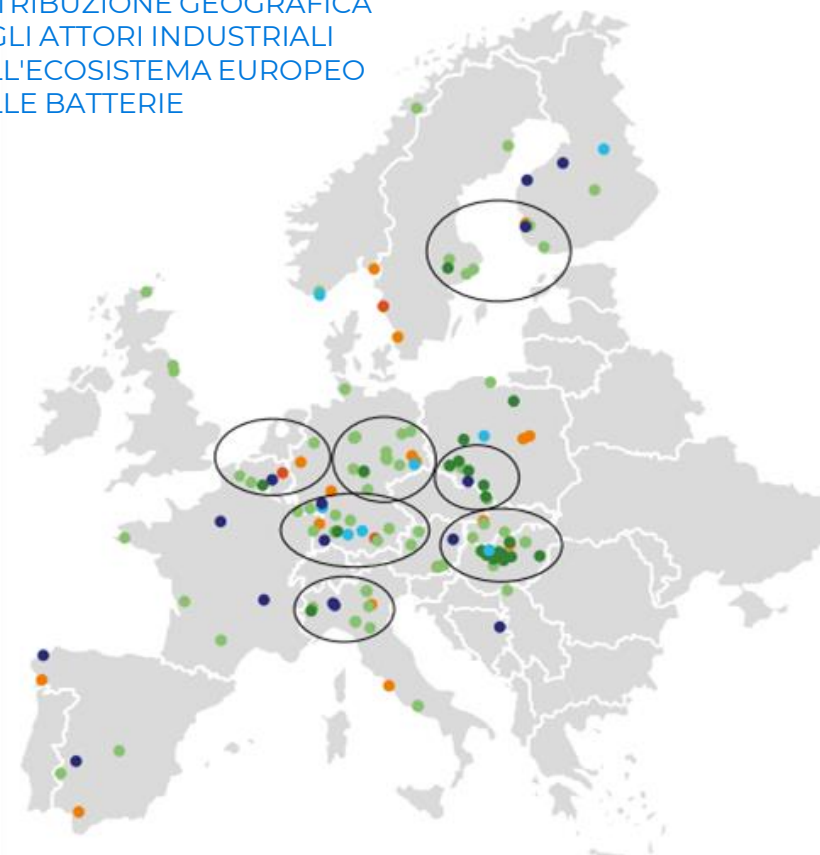 TRIBUZIONE GEOGRAFICA
GLI ATTORI INDUSTRIALI
LL'ECOSISTEMA EUROPEO
LLE BATTERIE